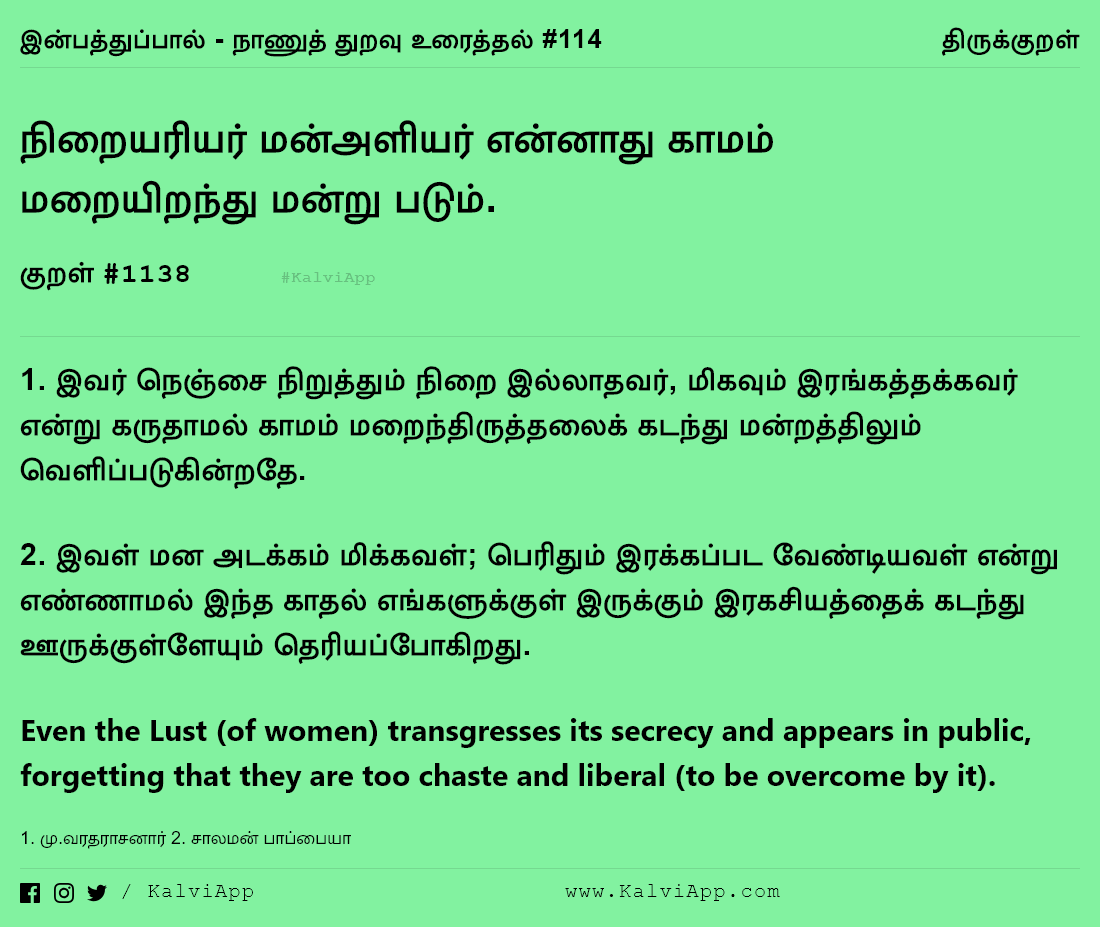 இன்பத்துப்பால் - நாணுத் துறவு உரைத்தல் #114 திருக்குறள்
நிறையரியர் மன்அளியர் என்னாது காமம்
மறையிறந்து மன்று படும்.
குறள் #1138 #KalviApp
1. இவர் நெஞ்சை நிறுத்தும் நிறை இல்லாதவர், மிகவும் இரங்கத்தக்கவர்
என்று கருதாமல் காமம் மறைந்திருத்தலைக் கடந்து மன்றத்திலும்
வெளிப்படுகின்றதே.
2. இவள் மன அடக்கம் மிக்கவள்; பெரிதும் இரக்கப்பட வேண்டியவள் என்று
எண்ணாமல் இந்த காதல் எங்களுக்குள் இருக்கும் இரகசியத்தைக் கடந்து
ஊருக்குள்ளேயும் தெரியப்போகிறது.
Even the Lust (of women) transgresses its secrecy and appears in public,
forgetting that they are too chaste and liberal (to be overcome by it).
1. மு.வரதராசனார் 2. சாலமன் பாப்பையா
/ KalviApp www.KalviApp.com